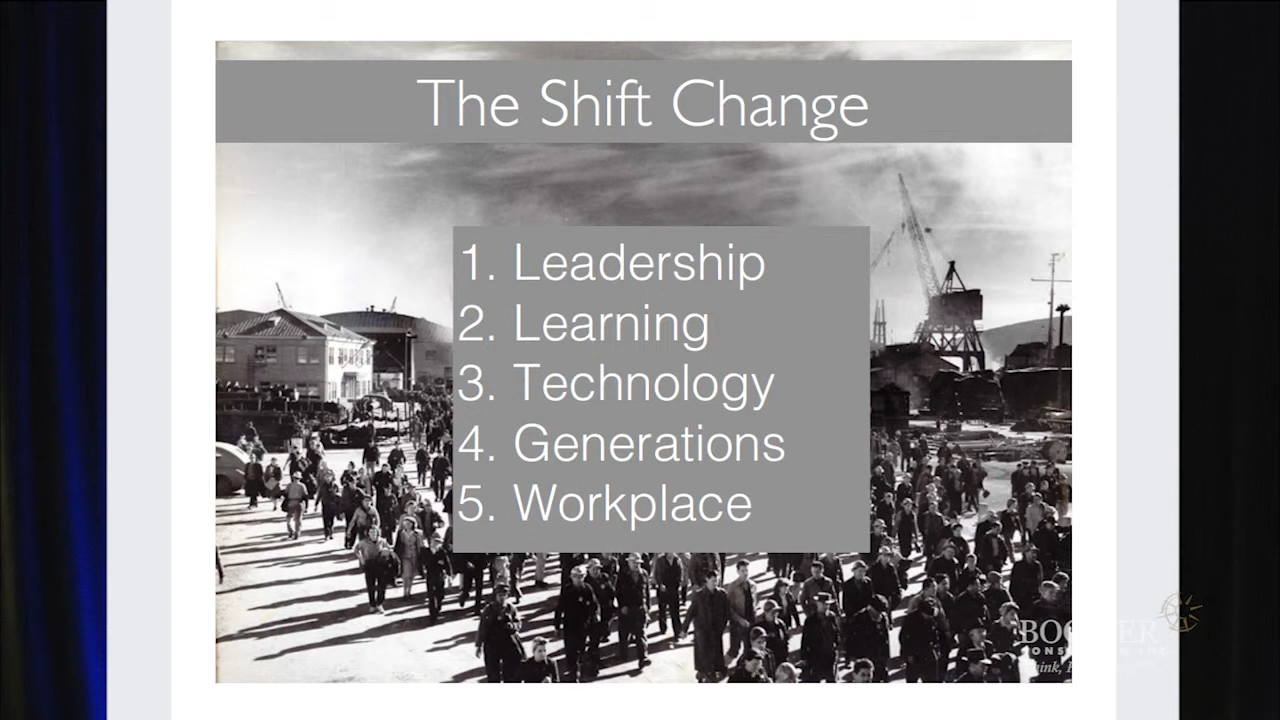 The Shift Change
1. Leadership
2. Learning
3. Technology
4. Generations
5. Workplace